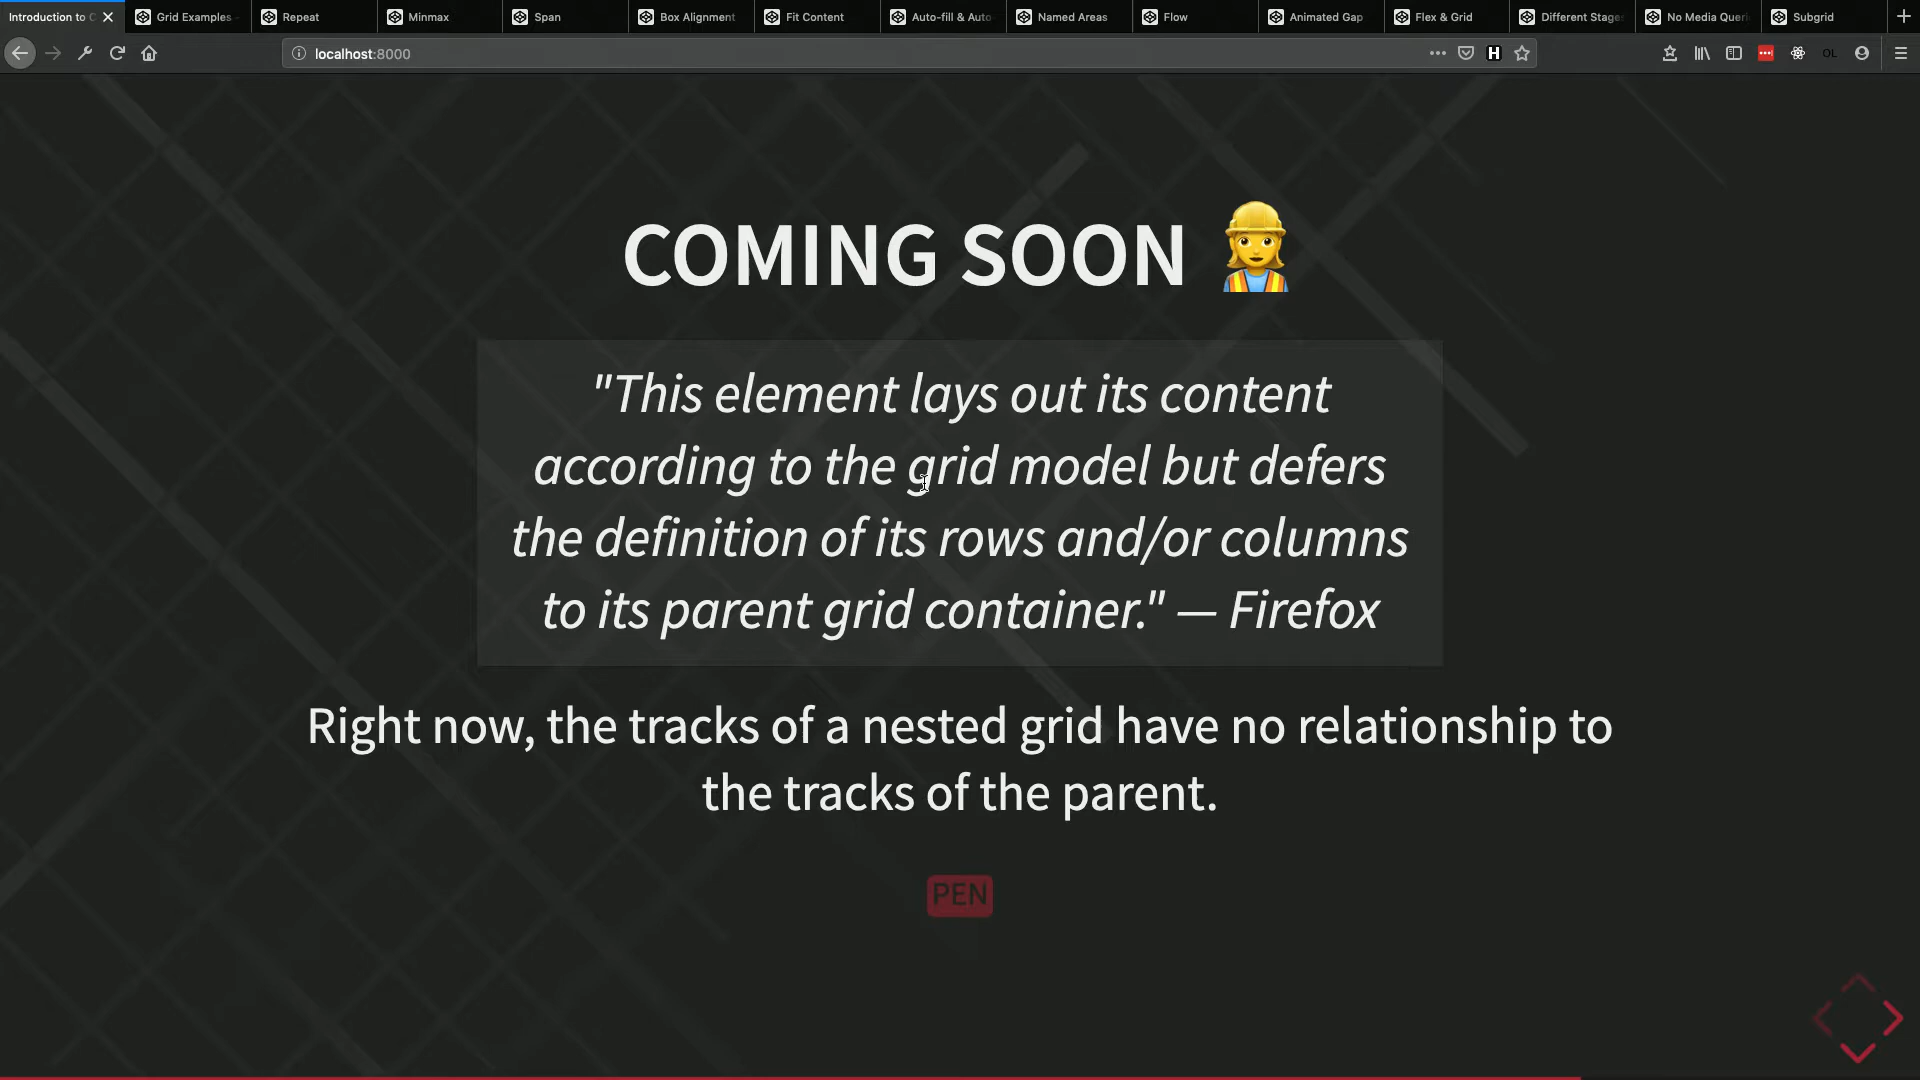 Introduction to C
Grid Examples
Repeat
Minmax
Span
Box Alignment
Fit Content
Auto-fill & Auto
Named Areas
Flow
Animated Gap
Flex & Grid
Different Stage
No Media Queri
Subgrid
localhost:8000
H
OL
COMING SOON
"This element lays out its content
according to the grid model but defers
the definition of its rows and/or columns
to its parent grid container." — Firefox
Right now, the tracks of a nested grid have no relationship to
the tracks of the parent.
PEN